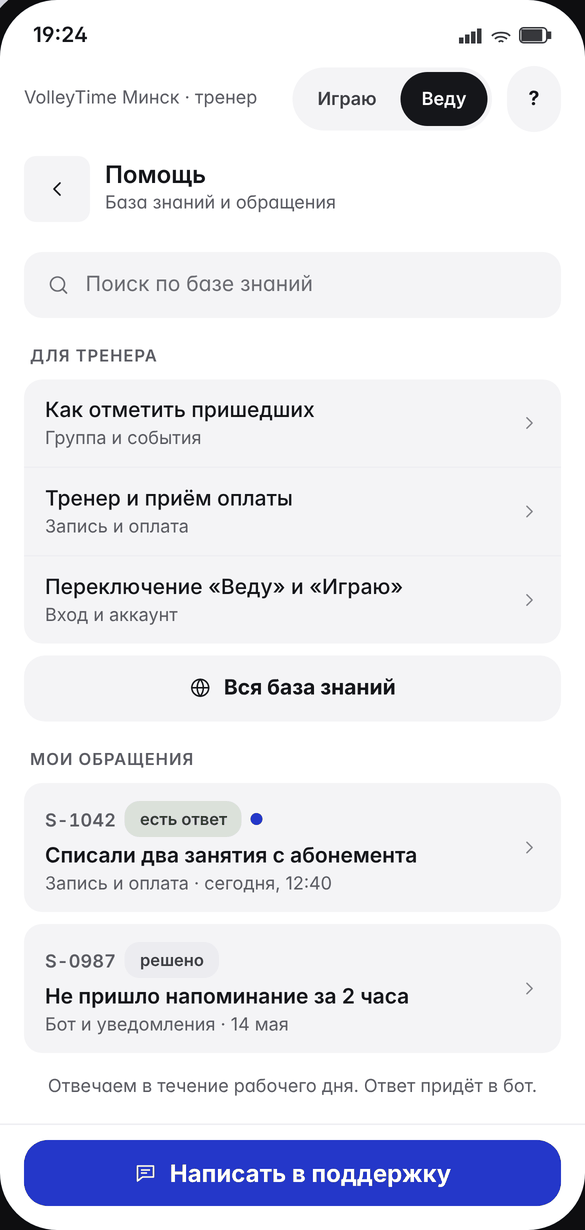 19:24
VolleyTime Минск · тренер
Играю
Веду
?
Помощь
База знаний и обращения
Поиск по базе знаний
ДЛЯ ТРЕНЕРА
Как отметить пришедших
Группа и события
Тренер и приём оплаты
Запись и оплата
Переключение «Веду» и «Играю»
Вход и аккаунт
Вся база знаний
МОИ ОБРАЩЕНИЯ
S-1042 есть ответ
Списали два занятия с абонемента
Запись и оплата · сегодня, 12:40
S-0987 решено
Не пришло напоминание за 2 часа
Бот и уведомления · 14 мая
Отвечаем в течение рабочего дня. Ответ придёт в бот.
Написать в поддержку